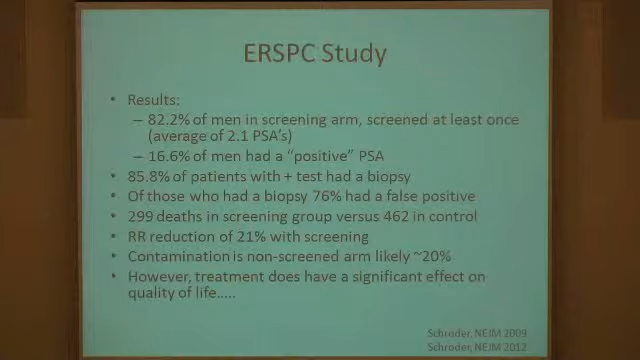 ERSPC Study
• Results:
– 82.2% of men in screening arm, screened at least once
(average of 2.1 PSA's)
– 16.6% of men had a "positive" PSA
• 85.8% of patients with + test had a biopsy
• Of those who had a biopsy 76% had a false positive
• 299 deaths in screening group versus 462 in control
• RR reduction of 21% with screening
• Contamination is non-screened arm likely ~20%
• However, treatment does have a significant effect on
quality of life.....
Schroder, NEJM 2009
Schroder, NEJM 2012